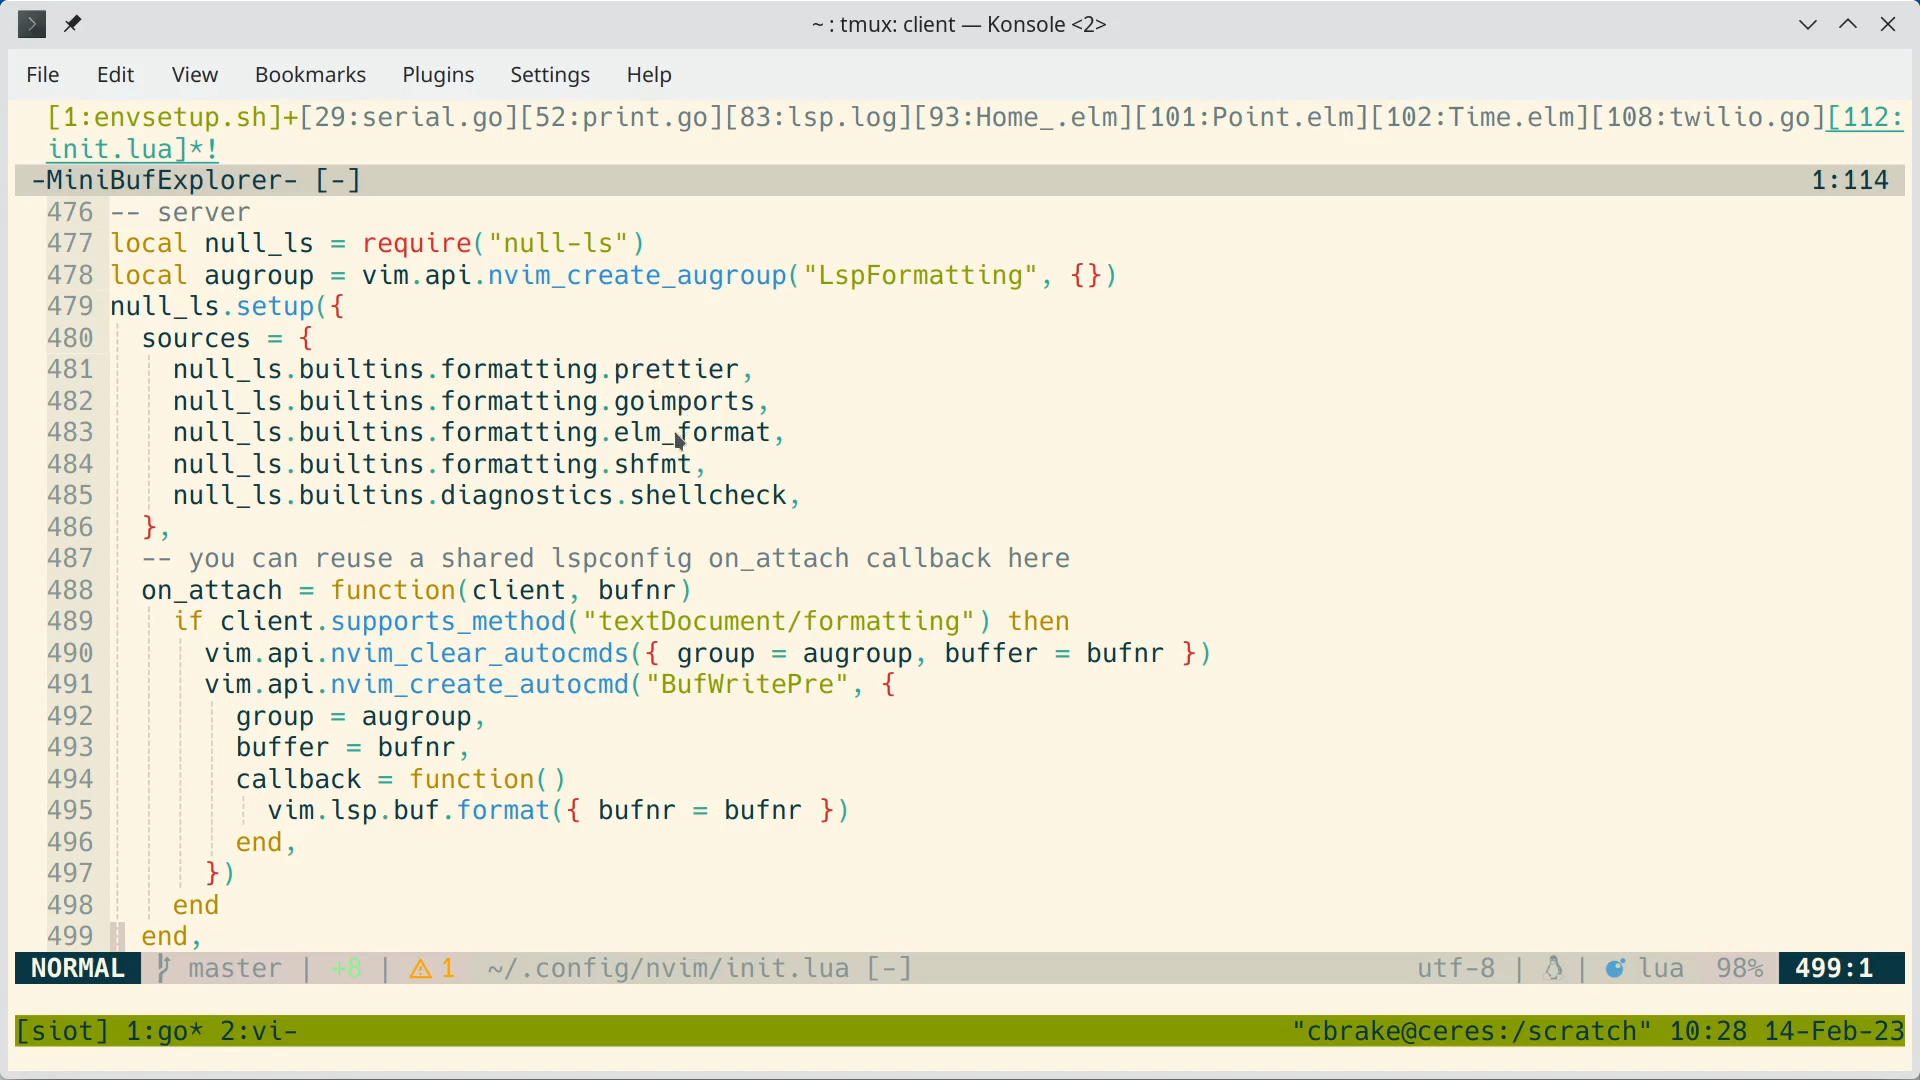 ~ : tmux: client — Konsole <2>
File Edit View Bookmarks Plugins Settings Help
[1:envsetup.sh]+[29:serial.go][52:print.go][83:lsp.log][93:Home_.elm][101:Point.elm][102:Time.elm][108:twilio.go][112:
init.lua]*!
-MiniBufExplorer- [-] 1:114
476 -- server
477 local null_ls = require("null-ls")
478 local augroup = vim.api.nvim_create_augroup("LspFormatting", {})
479 null_ls.setup({
480   sources = {
481     null_ls.builtins.formatting.prettier,
482     null_ls.builtins.formatting.goimports,
483     null_ls.builtins.formatting.elm_format,
484     null_ls.builtins.formatting.shfmt,
485     null_ls.builtins.diagnostics.shellcheck,
486   },
487   -- you can reuse a shared lspconfig on_attach callback here
488   on_attach = function(client, bufnr)
489     if client.supports_method("textDocument/formatting") then
490       vim.api.nvim_clear_autocmds({ group = augroup, buffer = bufnr })
491       vim.api.nvim_create_autocmd("BufWritePre", {
492         group = augroup,
493         buffer = bufnr,
494         callback = function()
495           vim.lsp.buf.format({ bufnr = bufnr })
496         end,
497       })
498     end
499   end,
NORMAL master | +8 | ⚠ 1 ~/.config/nvim/init.lua [-] utf-8 | | lua 98% 499:1
[siot] 1:go* 2:vi- "cbrake@ceres:/scratch" 10:28 14-Feb-23